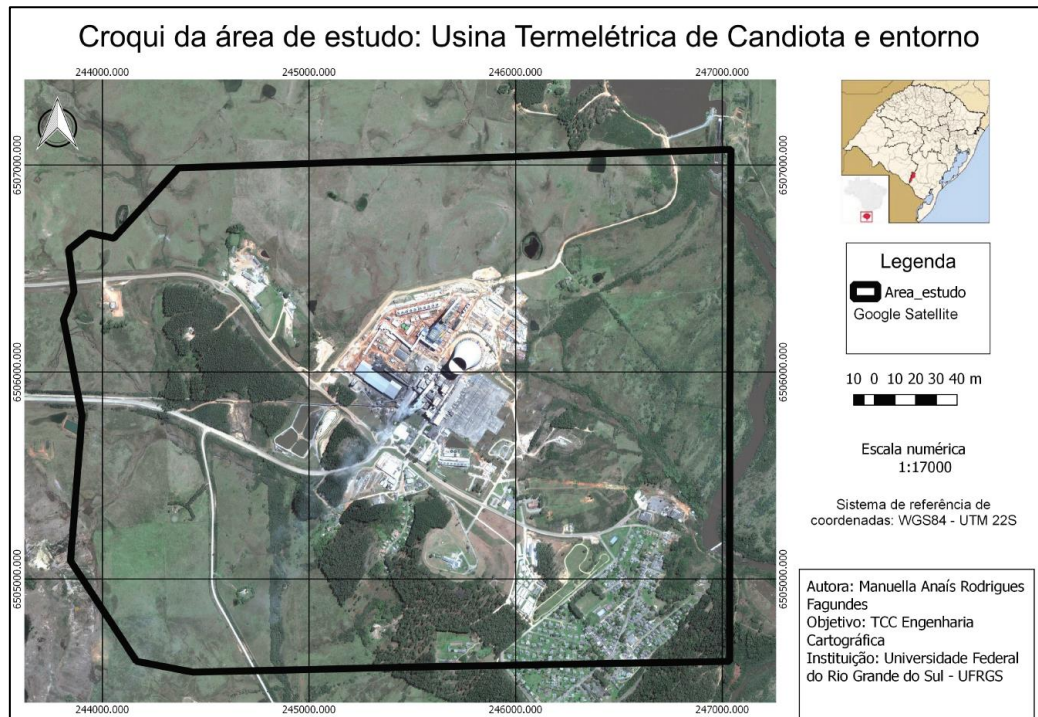 Croqui da área de estudo: Usina Termelétrica de Candiota e entorno
244000.000 245000.000 246000.000 247000.000
6507000.000 6507000.000
6506000.000 6506000.000
6505000.000 6505000.000
244000.000 245000.000 246000.000 247000.000
Legenda
Area_estudo
Google Satellite
10 0 10 20 30 40 m
Escala numérica
1:17000
Sistema de referência de
coordenadas: WGS84 - UTM 22S
Autora: Manuella Anaís Rodrigues
Fagundes
Objetivo: TCC Engenharia
Cartográfica
Instituição: Universidade Federal
do Rio Grande do Sul - UFRGS